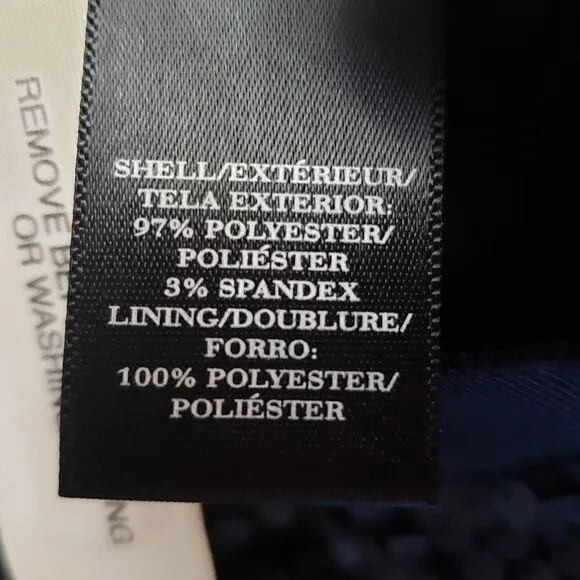 SHELL/EXTÉRIEUR/
TELA EXTERIOR:
97% POLYESTER/
POLIÉSTER
3% SPANDEX
LINING/DOUBLURE/
FORRO:
100% POLYESTER/
POLIÉSTER
REMOVE
OR